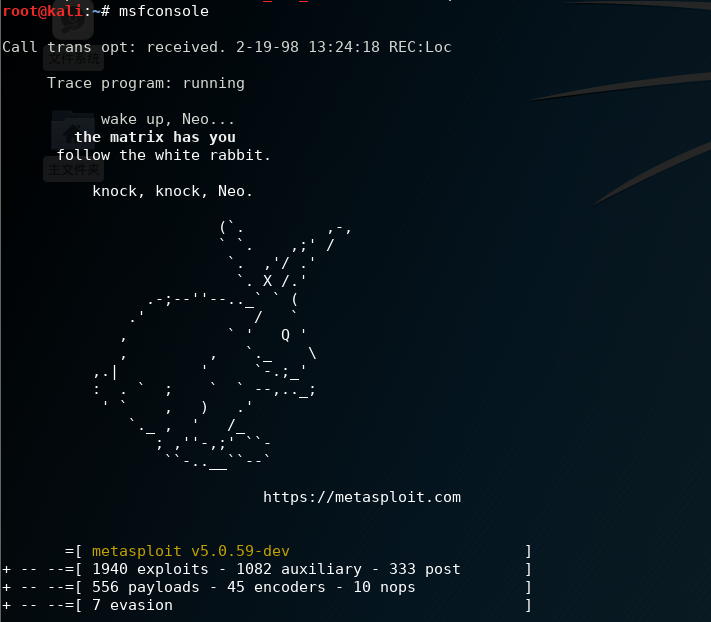 root@kali:~# msfconsole
Call trans opt: received. 2-19-98 13:24:18 REC:Loc
文件系统
Trace program: running
wake up, Neo...
the matrix has you
follow the white rabbit.
主文件夹
knock, knock, Neo.
                        (`.         ,-,
                        ` `.    ,;' /
                         `.  ,'/ .'
                          `. X /.'
                .-;--''--.._` ` (
              .'            /   `
             ,           ` '   Q '
             ,         ,   `._    \
          ,.|         '     `-.;_'
          :  . `  ;    `  ` --,.._;
           ' `    ,   )   .'
              `._ ,  '   /_
                 ; ,''-,;' ``-
                  ``-..__``--`
https://metasploit.com
=[ metasploit v5.0.59-dev ]
+ -- --=[ 1940 exploits - 1082 auxiliary - 333 post ]
+ -- --=[ 556 payloads - 45 encoders - 10 nops ]
+ -- --=[ 7 evasion ]